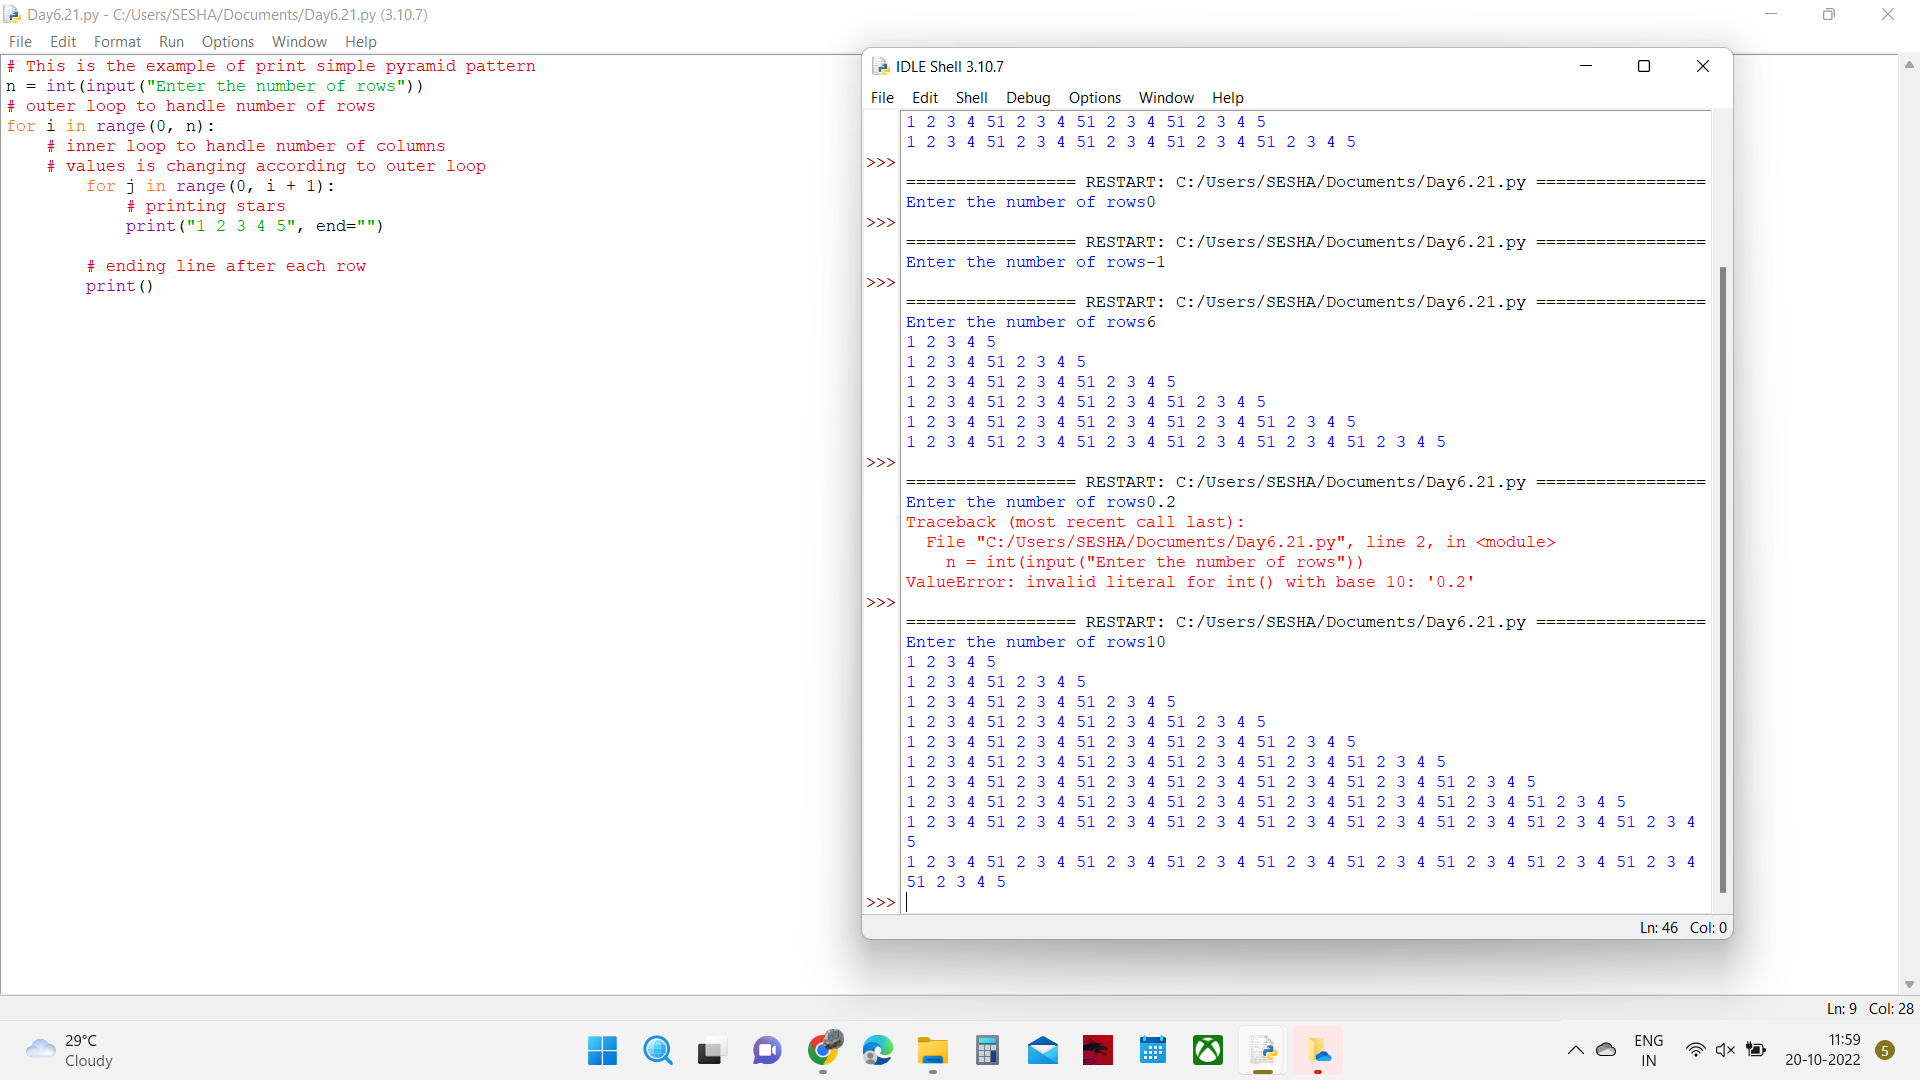 Day6.21.py - C:/Users/SESHA/Documents/Day6.21.py (3.10.7)
File Edit Format Run Options Window Help
# This is the example of print simple pyramid pattern
n = int(input("Enter the number of rows"))
# outer loop to handle number of rows
for i in range(0, n):
    # inner loop to handle number of columns
    # values is changing according to outer loop
        for j in range(0, i + 1):
            # printing stars
            print("1 2 3 4 5", end="")
        # ending line after each row
        print()
IDLE Shell 3.10.7
File Edit Shell Debug Options Window Help
1 2 3 4 51 2 3 4 51 2 3 4 51 2 3 4 5
1 2 3 4 51 2 3 4 51 2 3 4 51 2 3 4 51 2 3 4 5
>>>
================= RESTART: C:/Users/SESHA/Documents/Day6.21.py =================
Enter the number of rows0
>>>
================= RESTART: C:/Users/SESHA/Documents/Day6.21.py =================
Enter the number of rows-1
>>>
================= RESTART: C:/Users/SESHA/Documents/Day6.21.py =================
Enter the number of rows6
1 2 3 4 5
1 2 3 4 51 2 3 4 5
1 2 3 4 51 2 3 4 51 2 3 4 5
1 2 3 4 51 2 3 4 51 2 3 4 51 2 3 4 5
1 2 3 4 51 2 3 4 51 2 3 4 51 2 3 4 51 2 3 4 5
1 2 3 4 51 2 3 4 51 2 3 4 51 2 3 4 51 2 3 4 51 2 3 4 5
>>>
================= RESTART: C:/Users/SESHA/Documents/Day6.21.py =================
Enter the number of rows0.2
Traceback (most recent call last):
  File "C:/Users/SESHA/Documents/Day6.21.py", line 2, in <module>
    n = int(input("Enter the number of rows"))
ValueError: invalid literal for int() with base 10: '0.2'
>>>
================= RESTART: C:/Users/SESHA/Documents/Day6.21.py =================
Enter the number of rows10
1 2 3 4 5
1 2 3 4 51 2 3 4 5
1 2 3 4 51 2 3 4 51 2 3 4 5
1 2 3 4 51 2 3 4 51 2 3 4 51 2 3 4 5
1 2 3 4 51 2 3 4 51 2 3 4 51 2 3 4 51 2 3 4 5
1 2 3 4 51 2 3 4 51 2 3 4 51 2 3 4 51 2 3 4 51 2 3 4 5
1 2 3 4 51 2 3 4 51 2 3 4 51 2 3 4 51 2 3 4 51 2 3 4 51 2 3 4 5
1 2 3 4 51 2 3 4 51 2 3 4 51 2 3 4 51 2 3 4 51 2 3 4 51 2 3 4 51 2 3 4 5
1 2 3 4 51 2 3 4 51 2 3 4 51 2 3 4 51 2 3 4 51 2 3 4 51 2 3 4 51 2 3 4 51 2 3 4
5
1 2 3 4 51 2 3 4 51 2 3 4 51 2 3 4 51 2 3 4 51 2 3 4 51 2 3 4 51 2 3 4 51 2 3 4
51 2 3 4 5
>>>
Ln: 46 Col: 0
Ln: 9 Col: 28
29°C
Cloudy
ENG
IN
11:59
20-10-2022
5